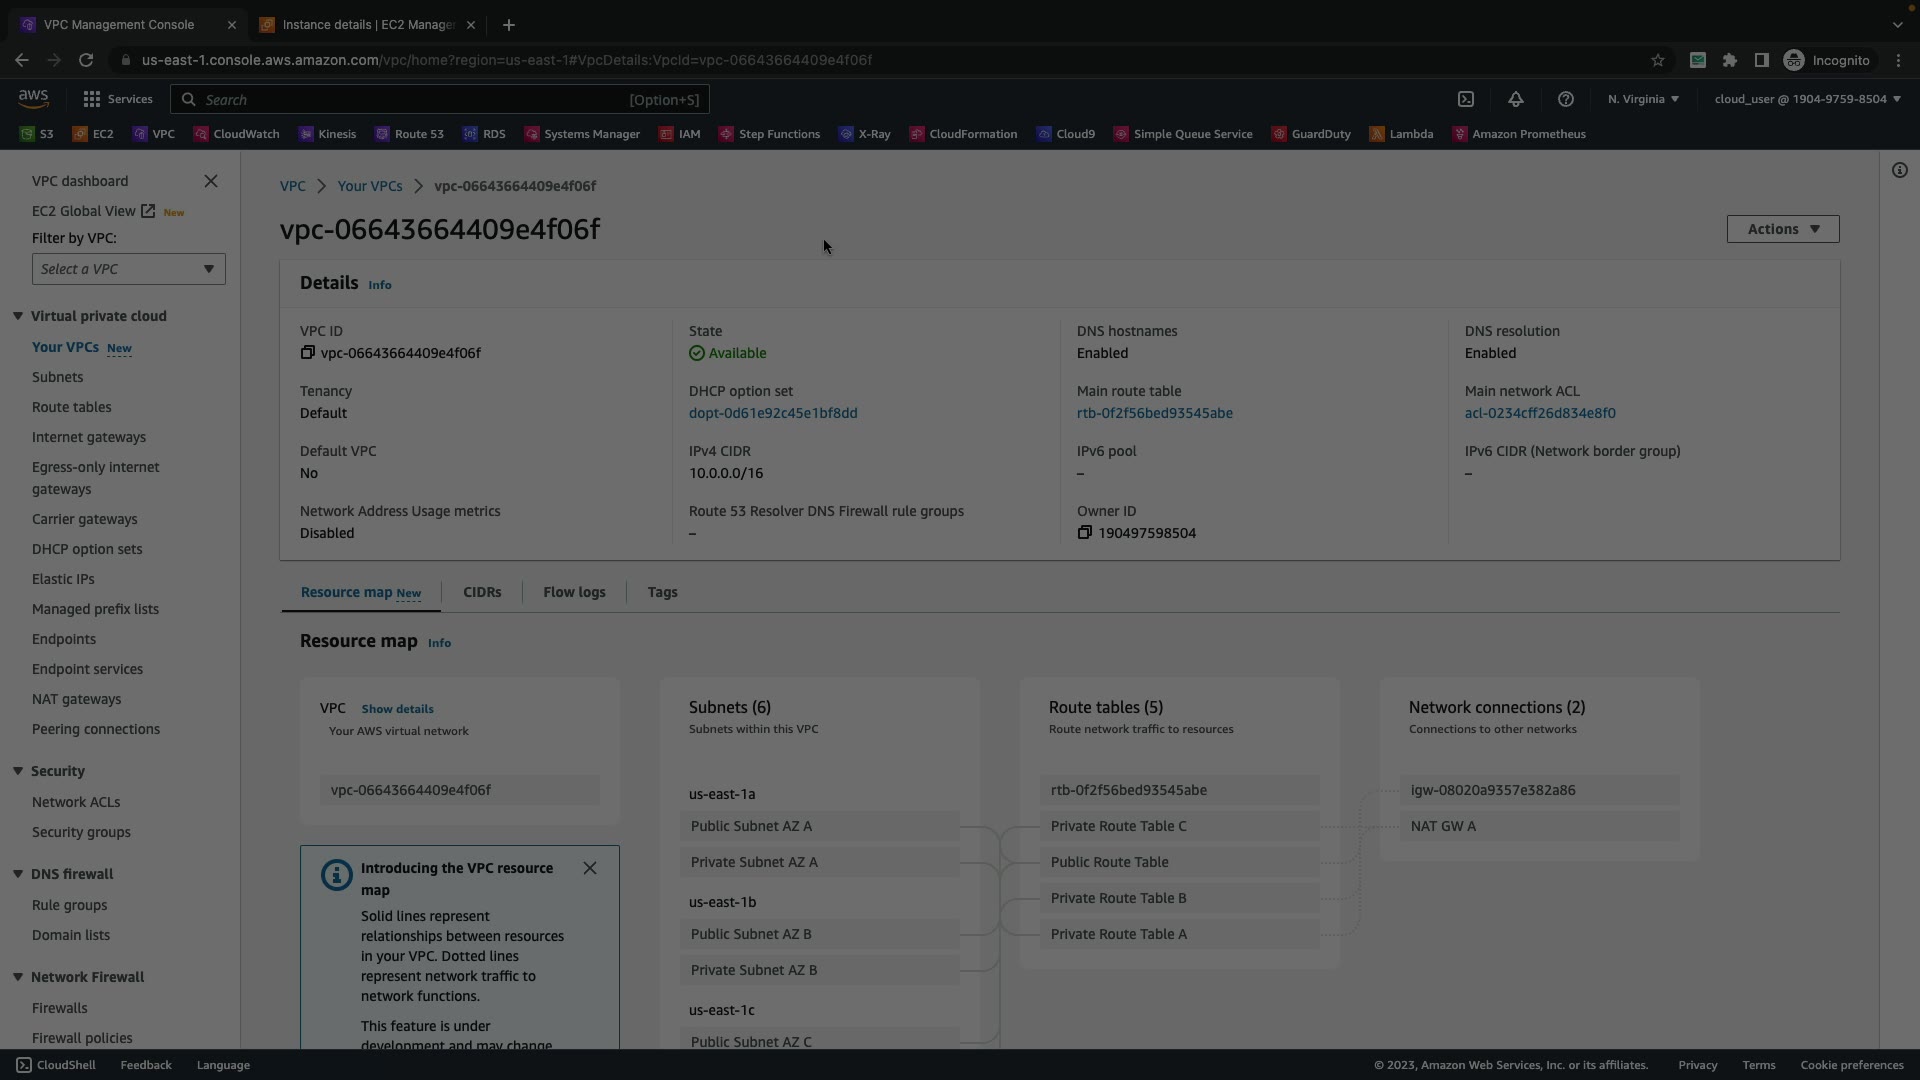 VPC Management Console
Instance details | EC2 Manage
us-east-1.console.aws.amazon.com/vpc/home?region=us-east-1#VpcDetails:VpcId=vpc-06643664409e4f06f
Incognito
aws
Services
Search
[Option+S]
N. Virginia
cloud_user @ 1904-9759-8504
S3
EC2
VPC
CloudWatch
Kinesis
Route 53
RDS
Systems Manager
IAM
Step Functions
X-Ray
CloudFormation
Cloud9
Simple Queue Service
GuardDuty
Lambda
Amazon Prometheus
VPC dashboard
EC2 Global View New
Filter by VPC:
Select a VPC
Virtual private cloud
Your VPCs New
Subnets
Route tables
Internet gateways
Egress-only internet
gateways
Carrier gateways
DHCP option sets
Elastic IPs
Managed prefix lists
Endpoints
Endpoint services
NAT gateways
Peering connections
Security
Network ACLs
Security groups
DNS firewall
Rule groups
Domain lists
Network Firewall
Firewalls
Firewall policies
VPC
Your VPCs
vpc-06643664409e4f06f
vpc-06643664409e4f06f
Actions
Details Info
VPC ID
vpc-06643664409e4f06f
State
Available
DNS hostnames
Enabled
DNS resolution
Enabled
Tenancy
Default
DHCP option set
dopt-0d61e92c45e1bf8dd
Main route table
rtb-0f2f56bed93545abe
Main network ACL
acl-0234cff26d834e8f0
Default VPC
No
IPv4 CIDR
10.0.0.0/16
IPv6 pool
–
IPv6 CIDR (Network border group)
–
Network Address Usage metrics
Disabled
Route 53 Resolver DNS Firewall rule groups
–
Owner ID
190497598504
Resource map New
CIDRs
Flow logs
Tags
Resource map Info
VPC Show details
Your AWS virtual network
vpc-06643664409e4f06f
Introducing the VPC resource
map
Solid lines represent
relationships between resources
in your VPC. Dotted lines
represent network traffic to
network functions.
This feature is under
development and may change
Subnets (6)
Subnets within this VPC
us-east-1a
Public Subnet AZ A
Private Subnet AZ A
us-east-1b
Public Subnet AZ B
Private Subnet AZ B
us-east-1c
Public Subnet AZ C
Route tables (5)
Route network traffic to resources
rtb-0f2f56bed93545abe
Private Route Table C
Public Route Table
Private Route Table B
Private Route Table A
Network connections (2)
Connections to other networks
igw-08020a9357e382a86
NAT GW A
CloudShell
Feedback
Language
© 2023, Amazon Web Services, Inc. or its affiliates.
Privacy
Terms
Cookie preferences